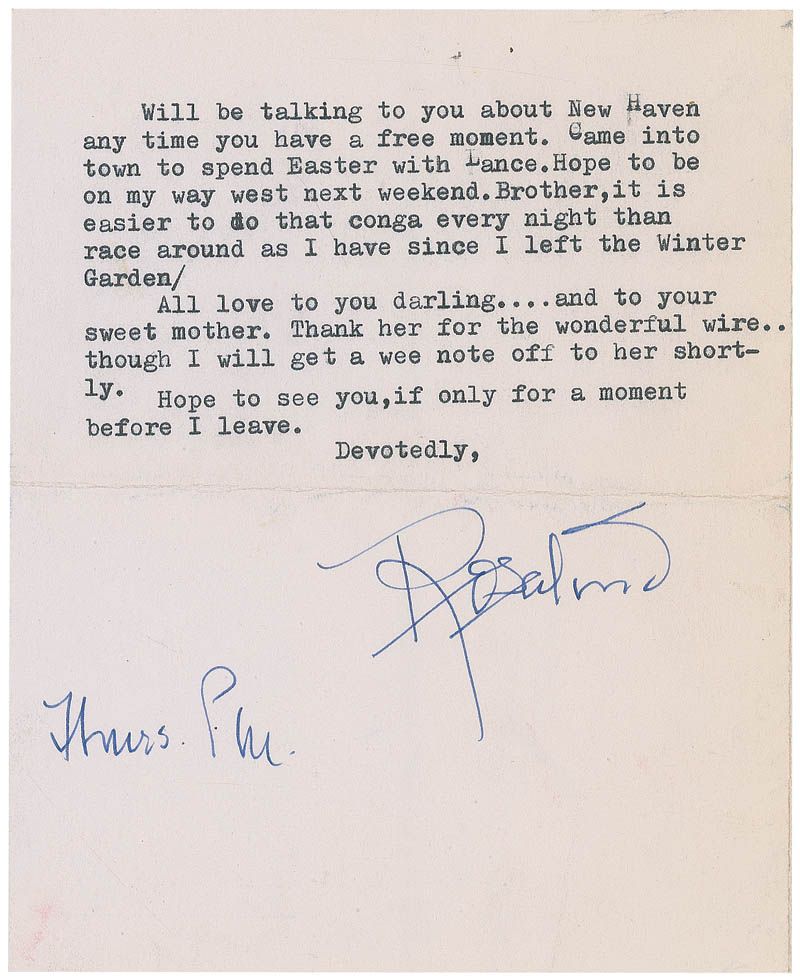 Will be talking to you about New Haven
any time you have a free moment. Came into
town to spend Easter with Lance.Hope to be
on my way west next weekend.Brother,it is
easier to do that conga every night than
race around as I have since I left the Winter
Garden/
All love to you darling....and to your
sweet mother. Thank her for the wonderful wire..
though I will get a wee note off to her short-
ly.
Hope to see you,if only for a moment
before I leave.
Devotedly,
Rosalind
Thurs. P.M.